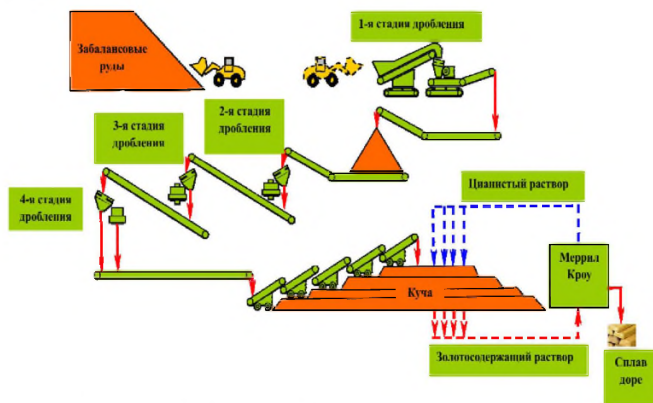 1-я стадия дробления
Забалансовые
руды
2-я стадия
дробления
3-я стадия
дробления
4-я стадия
дробления
Цианистый раствор
Меррил
Кроу
Куча
Золотосодержащий раствор
Сплав
доре